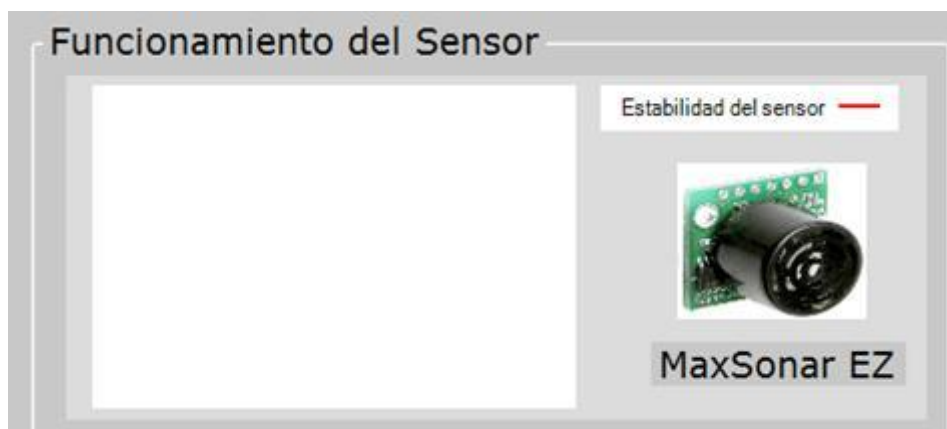 Funcionamiento del Sensor
Estabilidad del sensor
MaxSonar EZ